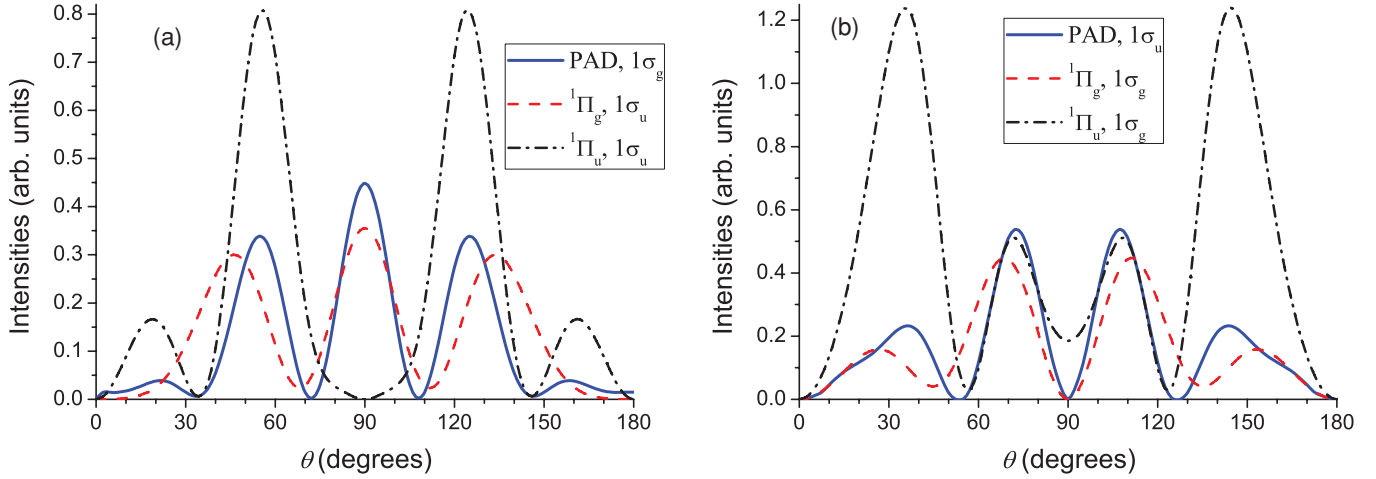 (a)
PAD, 1σg
¹Πg, 1σu
¹Πu, 1σu
Intensities (arb. units)
0.8
0.7
0.6
0.5
0.4
0.3
0.2
0.1
0.0
0 30 60 90 120 150 180
θ (degrees)
(b)
PAD, 1σu
¹Πg, 1σg
¹Πu, 1σg
Intensities (arb. units)
1.2
1.0
0.8
0.6
0.4
0.2
0.0
0 30 60 90 120 150 180
θ (degrees)